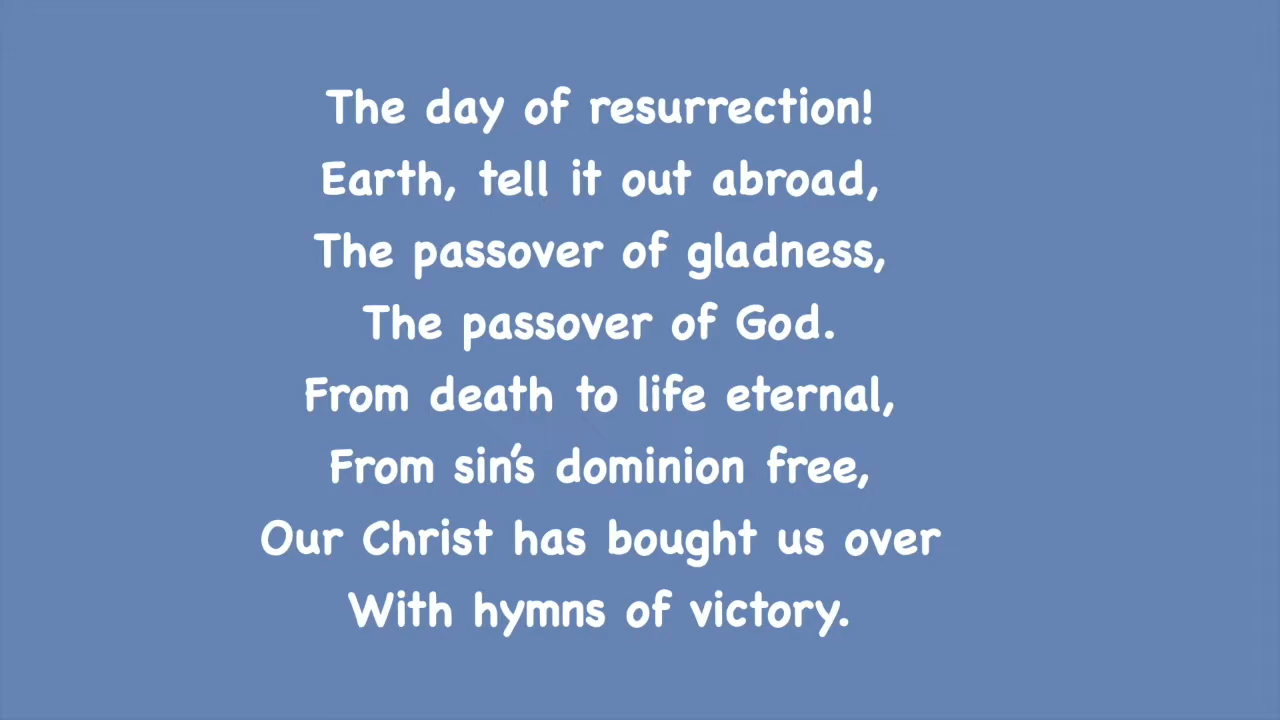 The day of resurrection!
Earth, tell it out abroad,
The passover of gladness,
The passover of God.
From death to life eternal,
From sin’s dominion free,
Our Christ has bought us over
With hymns of victory.